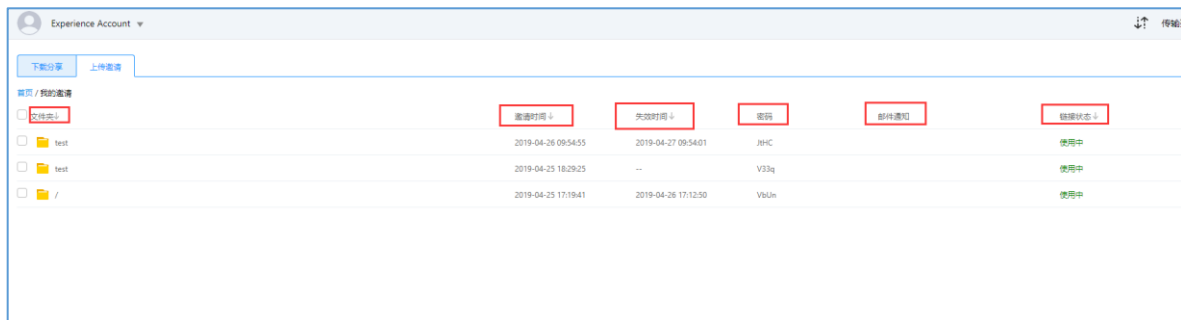 Experience Account
传输
下载分享 上传邀请
首页 / 我的邀请
文件夹↓ 邀请时间↓ 失效时间↓ 密码 邮件通知 链接状态↓
test 2019-04-26 09:54:55 2019-04-27 09:54:01 JtHC 使用中
test 2019-04-25 18:29:25 -- V33q 使用中
/ 2019-04-25 17:19:41 2019-04-26 17:12:50 VbUn 使用中